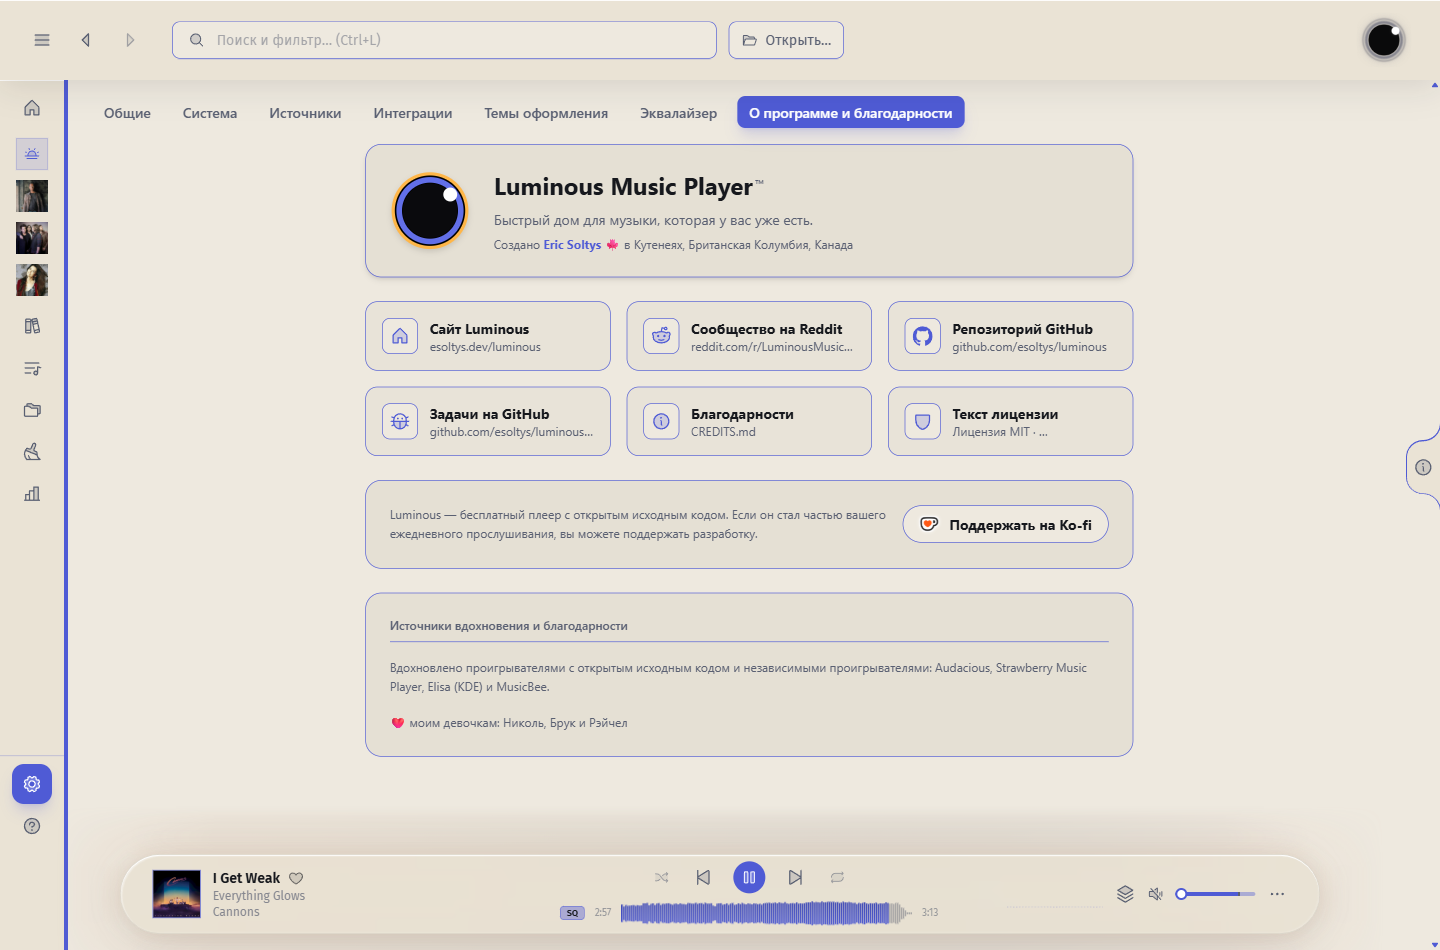 Поиск и фильтр... (Ctrl+L)
Открыть...
Общие
Система
Источники
Интеграции
Темы оформления
Эквалайзер
О программе и благодарности
Luminous Music Player™
Быстрый дом для музыки, которая у вас уже есть.
Создано Eric Soltys 🍁 в Кутенеях, Британская Колумбия, Канада
Сайт Luminous
esoltys.dev/luminous
Сообщество на Reddit
reddit.com/r/LuminousMusic...
Репозиторий GitHub
github.com/esoltys/luminous
Задачи на GitHub
github.com/esoltys/luminous...
Благодарности
CREDITS.md
Текст лицензии
Лицензия MIT · ...
Luminous — бесплатный плеер с открытым исходным кодом. Если он стал частью вашего
ежедневного прослушивания, вы можете поддержать разработку.
Поддержать на Ko-fi
Источники вдохновения и благодарности
Вдохновлено проигрывателями с открытым исходным кодом и независимыми проигрывателями: Audacious, Strawberry Music
Player, Elisa (KDE) и MusicBee.
❤️ моим девочкам: Николь, Брук и Рэйчел
I Get Weak
Everything Glows
Cannons
SQ
2:57
3:13